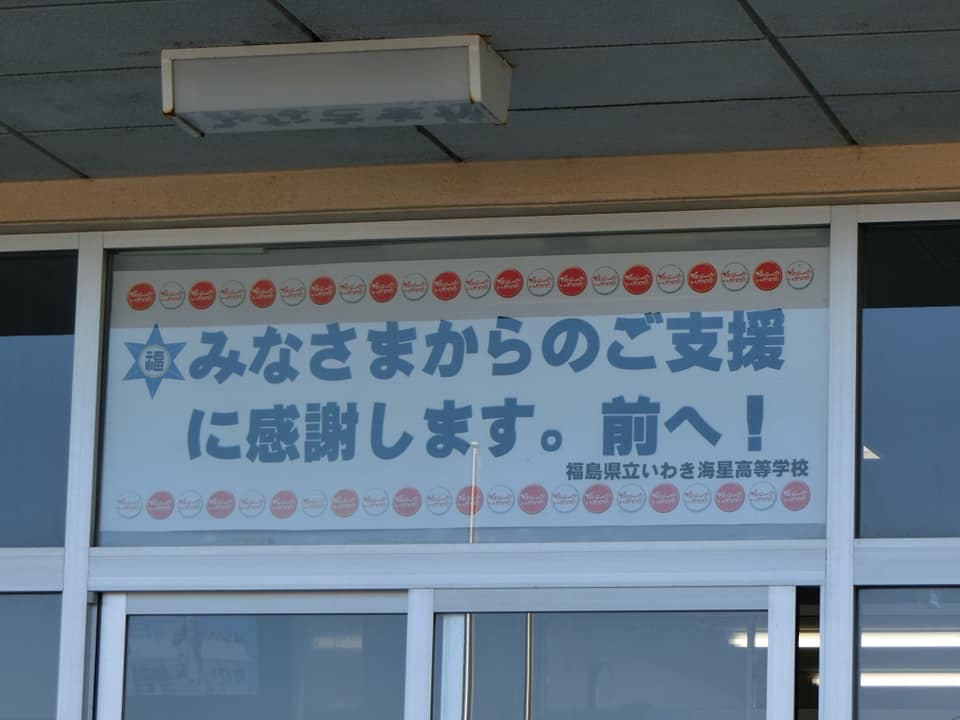 福
みなさまからのご支援
に感謝します。前へ！
福島県立いわき海星高等学校